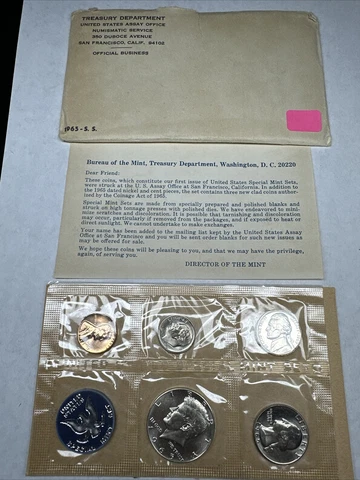 TREASURY DEPARTMENT
UNITED STATES ASSAY OFFICE
NUMISMATIC SERVICE
350 DUBOCE AVENUE
SAN FRANCISCO, CALIF. 94102
OFFICIAL BUSINESS
1965-S. S.
Bureau of the Mint, Treasury Department, Washington, D. C. 20220
Dear Friend:
These coins, which constitute our first issue of United States Special Mint Sets,
were struck at the U. S. Assay Office at San Francisco, California. In addition to
the 1965 dated nickel and cent pieces, the set contains three new clad coins author-
ized by the Coinage Act of 1965.
Special Mint Sets are made from specially prepared and polished blanks and
struck on high tonnage presses with polished dies. We have endeavored to mini-
mize scratches and discoloration. It is possible that tarnishing and discoloration
may occur, particularly if removed from the packages, and if exposed to heat or
direct sunlight. We cannot undertake to make exchanges.
Your name has been added to the mailing list kept by the United States Assay
Office at San Francisco and you will be sent order blanks for such new issues as
may be offered for sale.
We hope these coins will be pleasing to you, and that we may have the privilege,
again, of serving you.
DIRECTOR OF THE MINT
UNITED
STATES
LIBERTY